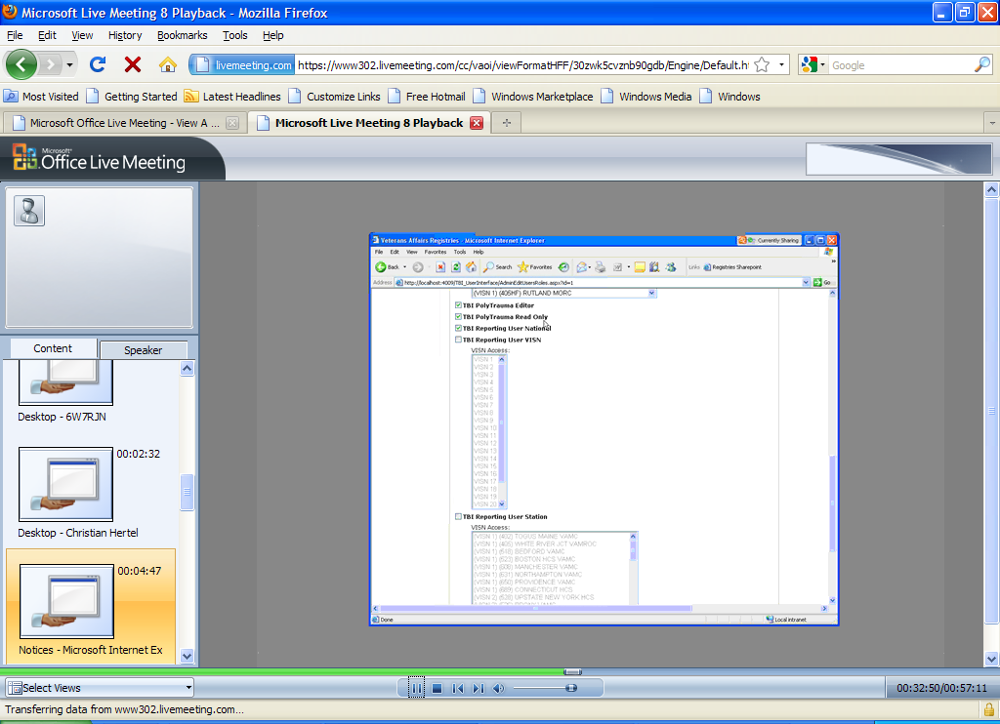 Microsoft Live Meeting 8 Playback - Mozilla Firefox
File Edit View History Bookmarks Tools Help
livemeeting.com https://www302.livemeeting.com/cc/vaoi/viewFormatHFF/30zwk5cvznb90gdb/Engine/Default.ht Google
Most Visited Getting Started Latest Headlines Customize Links Free Hotmail Windows Marketplace Windows Media Windows
Microsoft Office Live Meeting - View A ... Microsoft Live Meeting 8 Playback
Microsoft
Office Live Meeting
Content Speaker
Desktop - 6W7RJN
00:02:32
Desktop - Christian Hertel
00:04:47
Notices - Microsoft Internet Ex
Veterans Affairs Registries - Microsoft Internet Explorer Currently Sharing
File Edit View Favorites Tools Help
Back Search Favorites Links Registries Sharepoint
Address http://localhost:4009/TBI_UserInterface/AdminEditUsersRoles.aspx?id=1 Go
(VISN 1) (405HF) RUTLAND MORC
TBI PolyTrauma Editor
TBI PolyTrauma Read Only
TBI Reporting User National
TBI Reporting User VISN
VISN Access:
VISN 1
VISN 2
VISN 3
VISN 4
VISN 5
VISN 6
VISN 7
VISN 8
VISN 9
VISN 10
VISN 11
VISN 12
VISN 13
VISN 14
VISN 15
VISN 16
VISN 17
VISN 18
VISN 19
VISN 20
TBI Reporting User Station
VISN Access:
(VISN 1) (402) TOGUS MAINE VAMC
(VISN 1) (405) WHITE RIVER JCT VAMROC
(VISN 1) (518) BEDFORD VAMC
(VISN 1) (523) BOSTON HCS VAMC
(VISN 1) (608) MANCHESTER VAMC
(VISN 1) (631) NORTHAMPTON VAMC
(VISN 1) (650) PROVIDENCE VAMC
(VISN 1) (689) CONNECTICUT HCS
(VISN 2) (528) UPSTATE NEW YORK HCS
Done Local intranet
Select Views 00:32:50/00:57:11
Transferring data from www302.livemeeting.com...